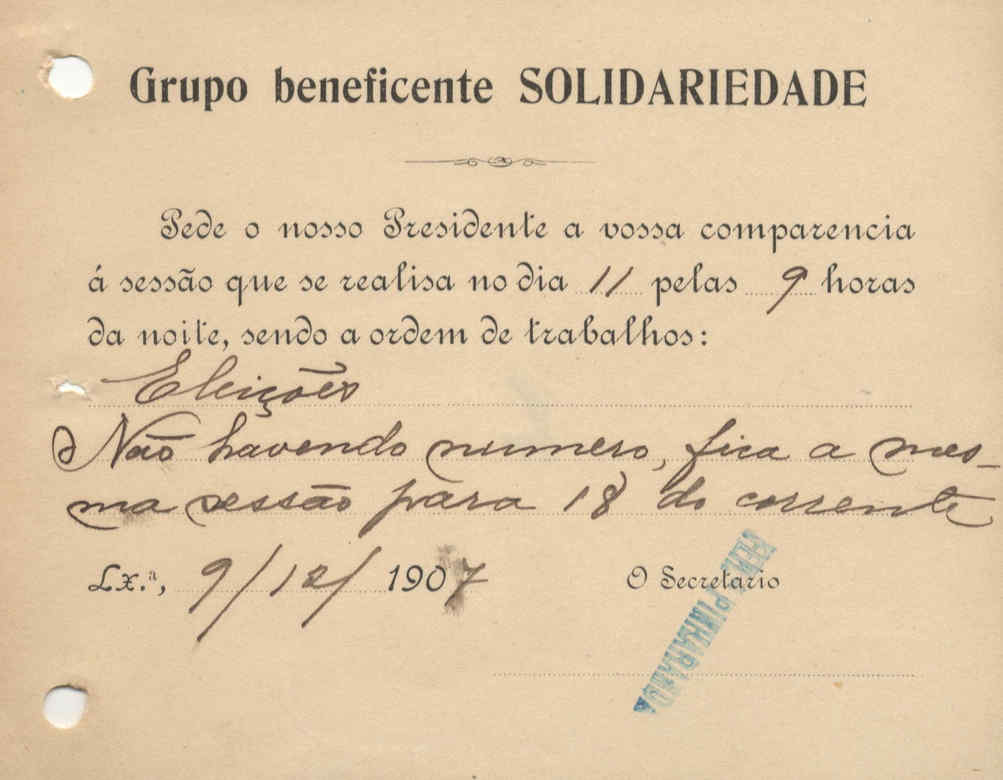 Grupo beneficente SOLIDARIEDADE
Pede o nosso Presidente a vossa comparencia
á sessão que se realisa no dia 11 pelas 9 horas
da noite, sendo a ordem de trabalhos:
Eleições
Não havendo numero, fica a mes-
ma sessão para 18 do corrente
Lx.ª, 9/12/1907 O Secretario
PINHARANDA